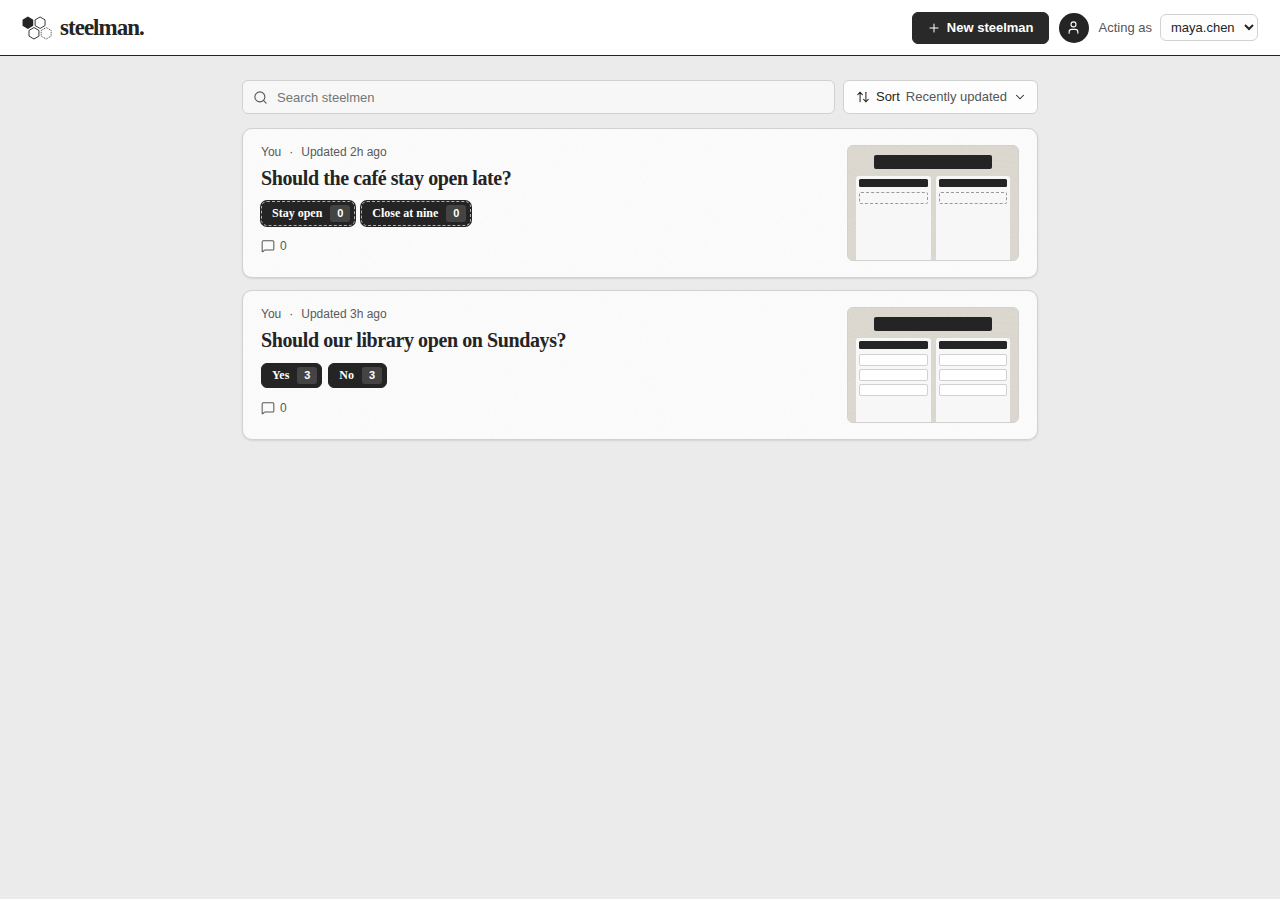 steelman.
New steelman
Acting as
maya.chen
Search steelmen
Sort Recently updated
You · Updated 2h ago
Should the café stay open late?
Stay open 0
Close at nine 0
0
You · Updated 3h ago
Should our library open on Sundays?
Yes 3
No 3
0